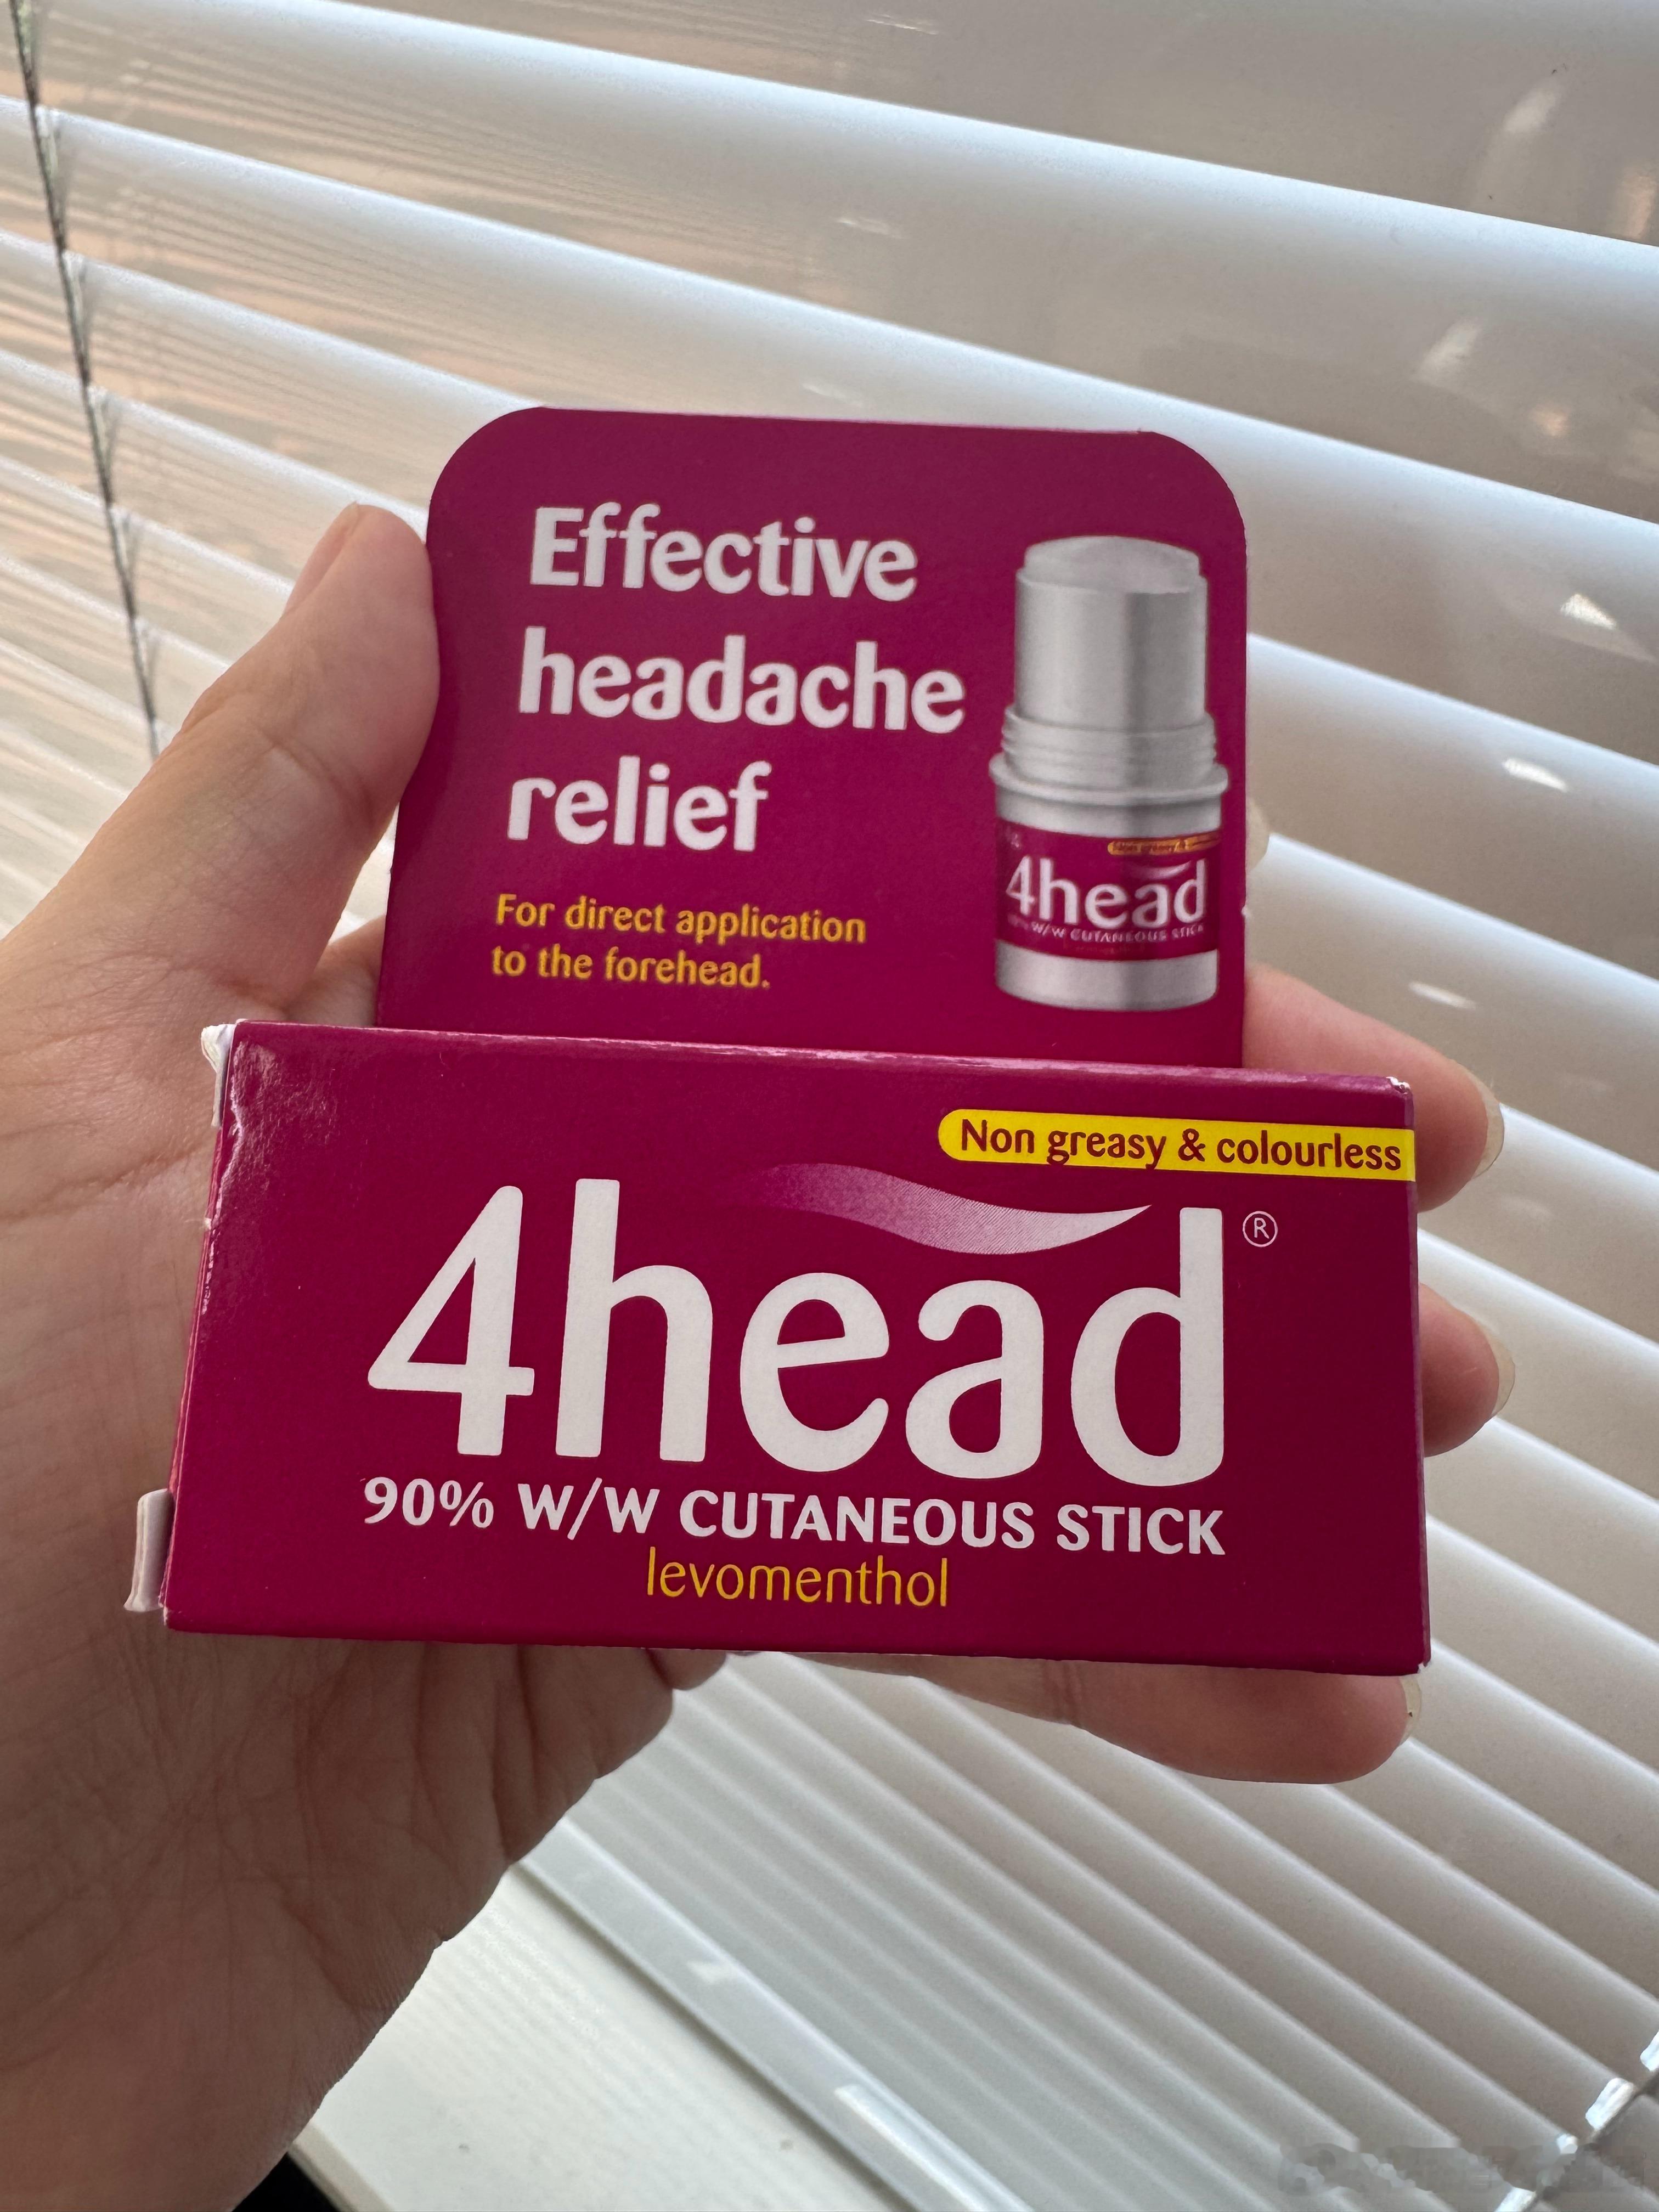 Effective
headache
relief
For direct application
to the forehead.
4head
W/W CUTANEOUS STICK
Non greasy & colourless
4head®
90% W/W CUTANEOUS STICK
levomenthol